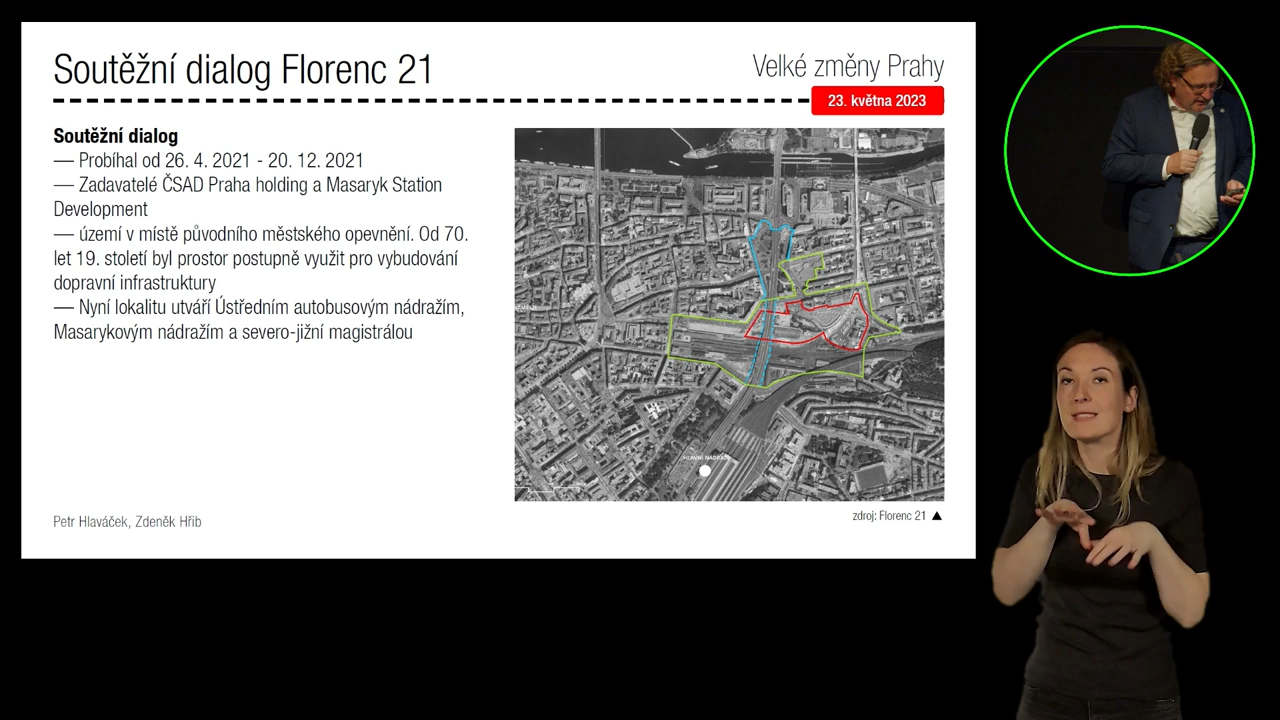 Soutěžní dialog Florenc 21
Velké změny Prahy
23. května 2023
Soutěžní dialog
— Probíhal od 26. 4. 2021 - 20. 12. 2021
— Zadavatelé ČSAD Praha holding a Masaryk Station
Development
— území v místě původního městského opevnění. Od 70.
let 19. století byl prostor postupně využit pro vybudování
dopravní infrastruktury
— Nyní lokalitu utváří Ústředním autobusovým nádražím,
Masarykovým nádražím a severo-jižní magistrálou
HLAVNÍ NÁDRAŽÍ
zdroj: Florenc 21 ▲
Petr Hlaváček, Zdeněk Hřib